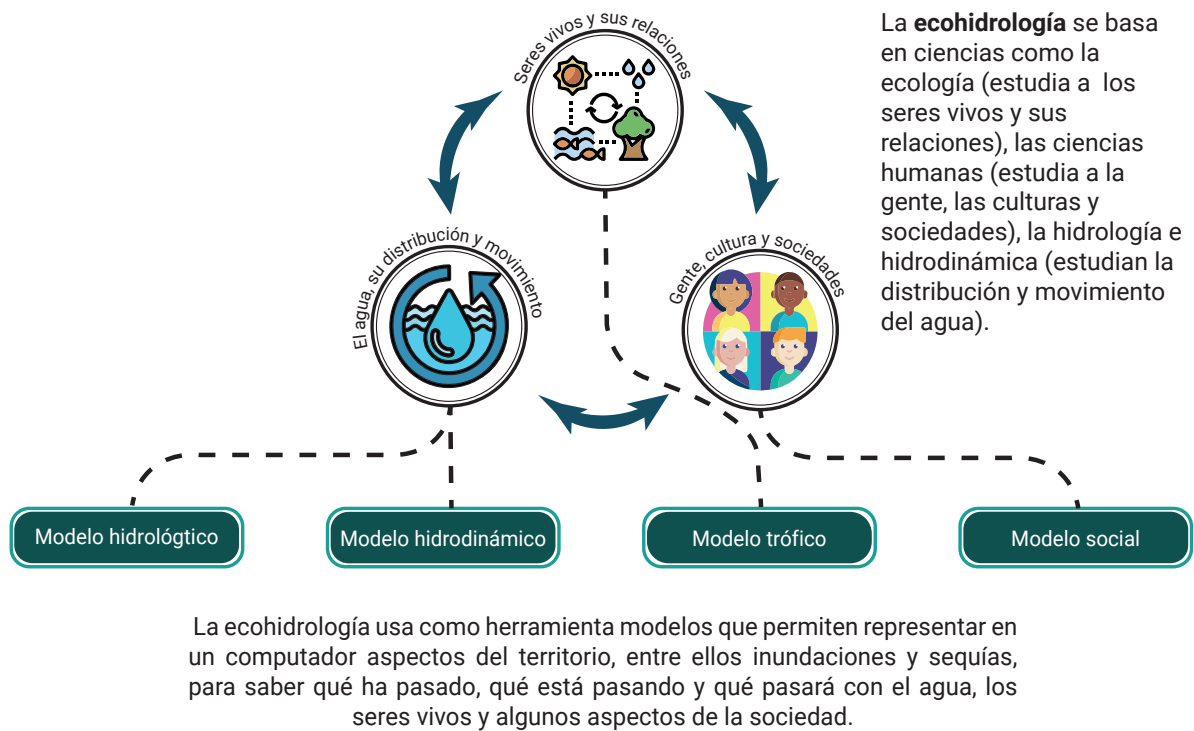 Seres vivos y sus relaciones
La ecohidrología se basa
en ciencias como la
ecología (estudia a los
seres vivos y sus
relaciones), las ciencias
humanas (estudia a la
gente, las culturas y
sociedades), la hidrología e
hidrodinámica (estudian la
distribución y movimiento
del agua).
El agua, su distribución y movimiento
Gente, cultura y sociedades
Modelo hidrológtico
Modelo hidrodinámico
Modelo trófico
Modelo social
La ecohidrología usa como herramienta modelos que permiten representar en
un computador aspectos del territorio, entre ellos inundaciones y sequías,
para saber qué ha pasado, qué está pasando y qué pasará con el agua, los
seres vivos y algunos aspectos de la sociedad.